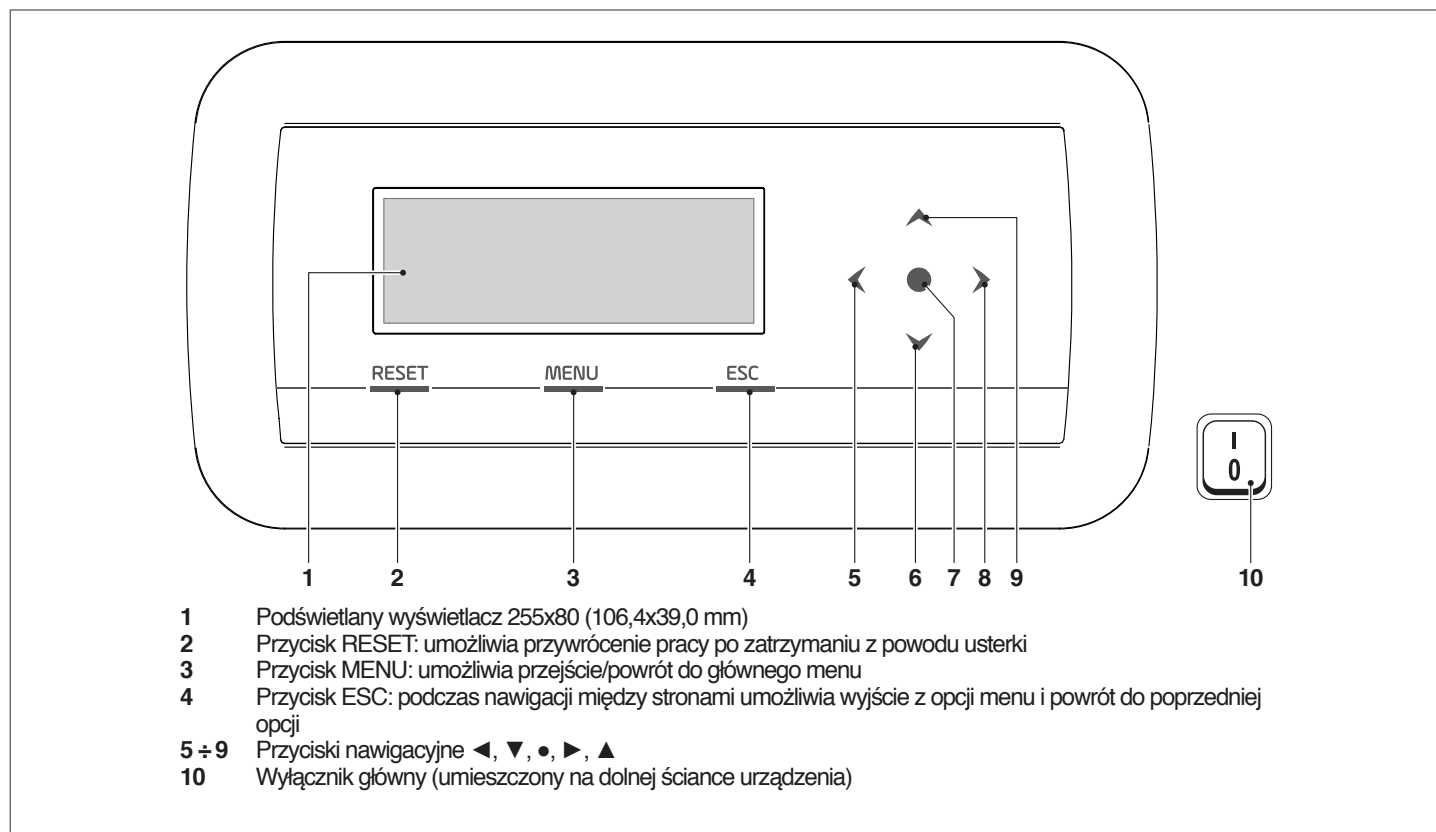 RESET MENU ESC
I
0
1 2 3 4 5 6 7 8 9 10
1 Podświetlany wyświetlacz 255x80 (106,4x39,0 mm)
2 Przycisk RESET: umożliwia przywrócenie pracy po zatrzymaniu z powodu usterki
3 Przycisk MENU: umożliwia przejście/powrót do głównego menu
4 Przycisk ESC: podczas nawigacji między stronami umożliwia wyjście z opcji menu i powrót do poprzedniej
opcji
5÷9 Przyciski nawigacyjne ◄, ▼, ●, ►, ▲
10 Wyłącznik główny (umieszczony na dolnej ściance urządzenia)